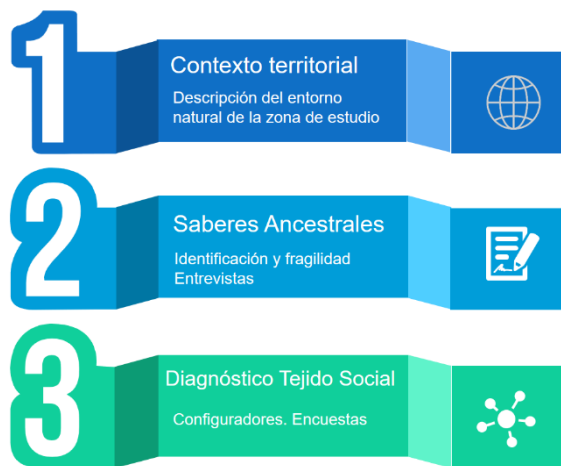 1
Contexto territorial
Descripción del entorno
natural de la zona de estudio
2
Saberes Ancestrales
Identificación y fragilidad
Entrevistas
3
Diagnóstico Tejido Social
Configuradores. Encuestas